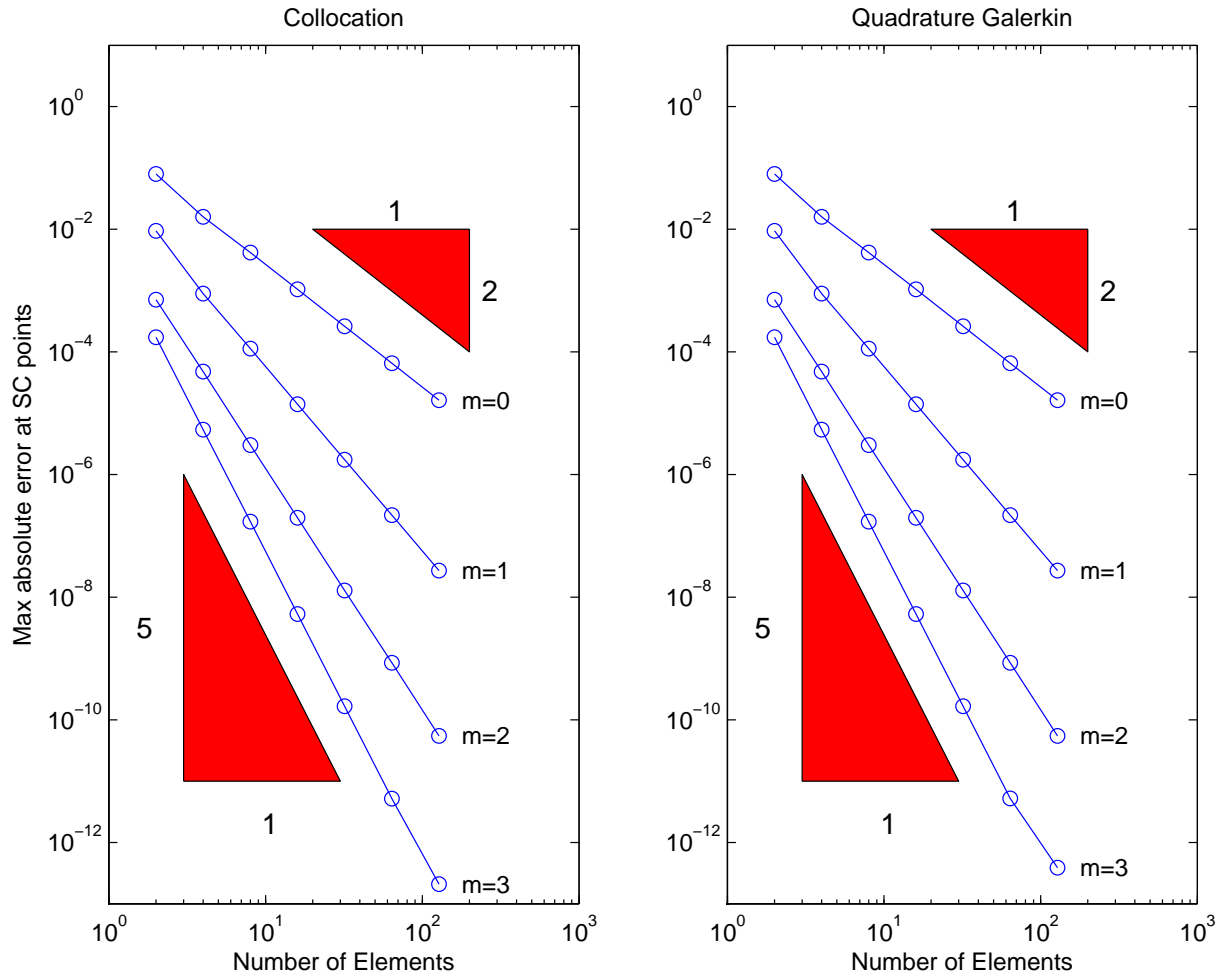 Collocation
Max absolute error at SC points
10^0
10^−2
10^−4
10^−6
10^−8
10^−10
10^−12
1
2
5
1
m=0
m=1
m=2
m=3
10^0 10^1 10^2 10^3
Number of Elements
Quadrature Galerkin
10^0
10^−2
10^−4
10^−6
10^−8
10^−10
10^−12
1
2
5
1
m=0
m=1
m=2
m=3
10^0 10^1 10^2 10^3
Number of Elements